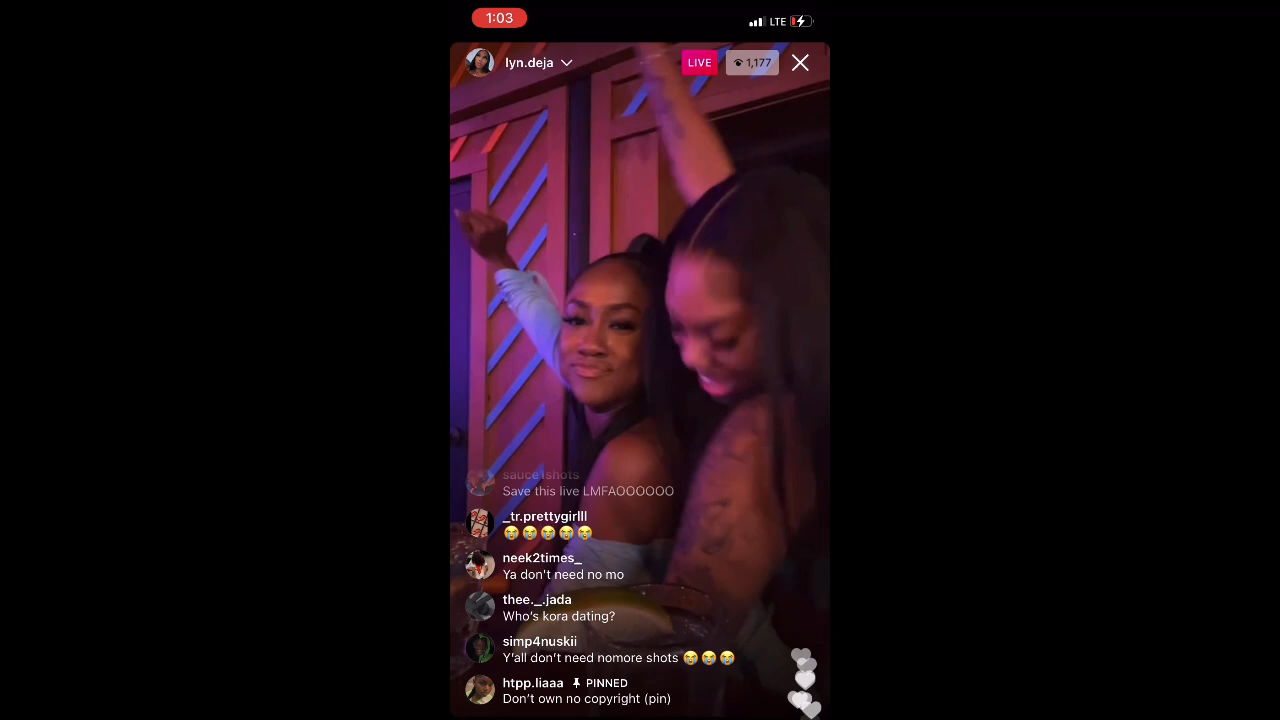 1:03
LTE
lyn.deja
LIVE
1,177
Save this live LMFAOOOOOO
_tr.prettygirlll
😭😭😭😭😭
neek2times_
Ya don't need no mo
thee._.jada
Who's kora dating?
simp4nuskii
Y'all don't need nomore shots 😭😭😭
htpp.liaaa PINNED
Don't own no copyright (pin)